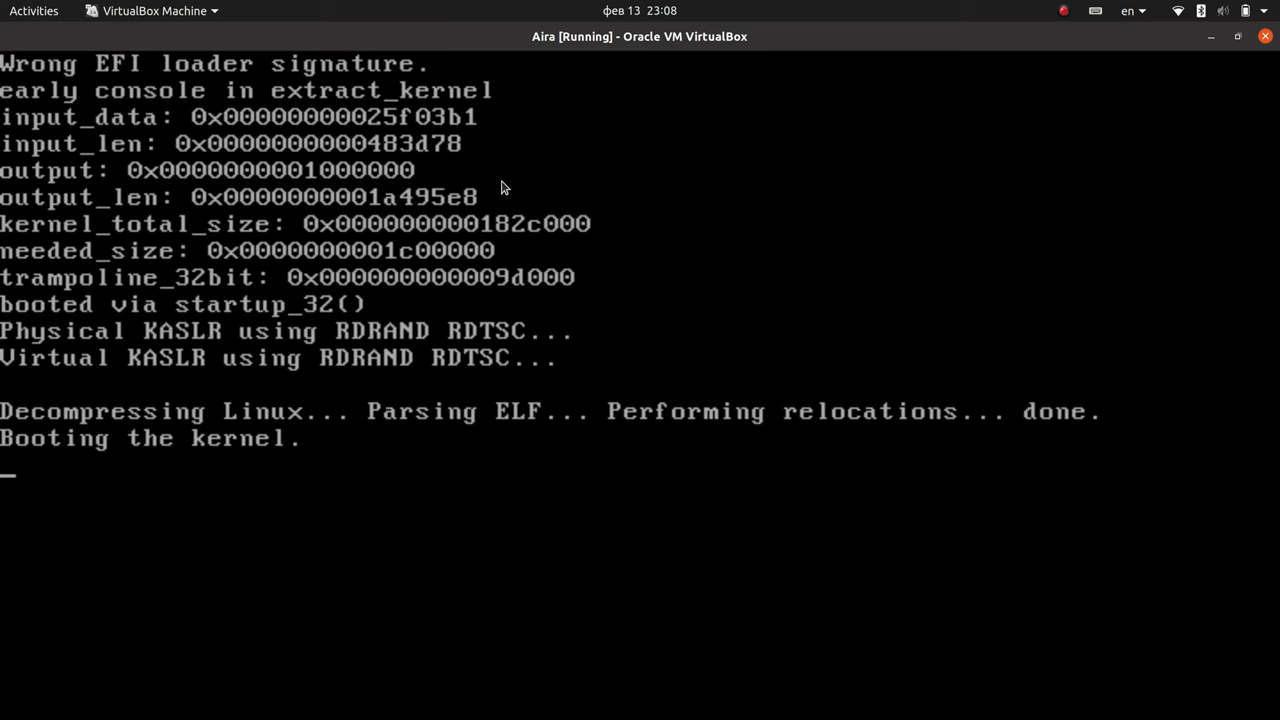 Activities VirtualBox Machine фев 13 23:08 en
Aira [Running] - Oracle VM VirtualBox
Wrong EFI loader signature.
early console in extract_kernel
input_data: 0x00000000025f03b1
input_len: 0x0000000000483d78
output: 0x0000000001000000
output_len: 0x0000000001a495e8
kernel_total_size: 0x000000000182c000
needed_size: 0x0000000001c00000
trampoline_32bit: 0x000000000009d000
booted via startup_32()
Physical KASLR using RDRAND RDTSC...
Virtual KASLR using RDRAND RDTSC...
Decompressing Linux... Parsing ELF... Performing relocations... done.
Booting the kernel.